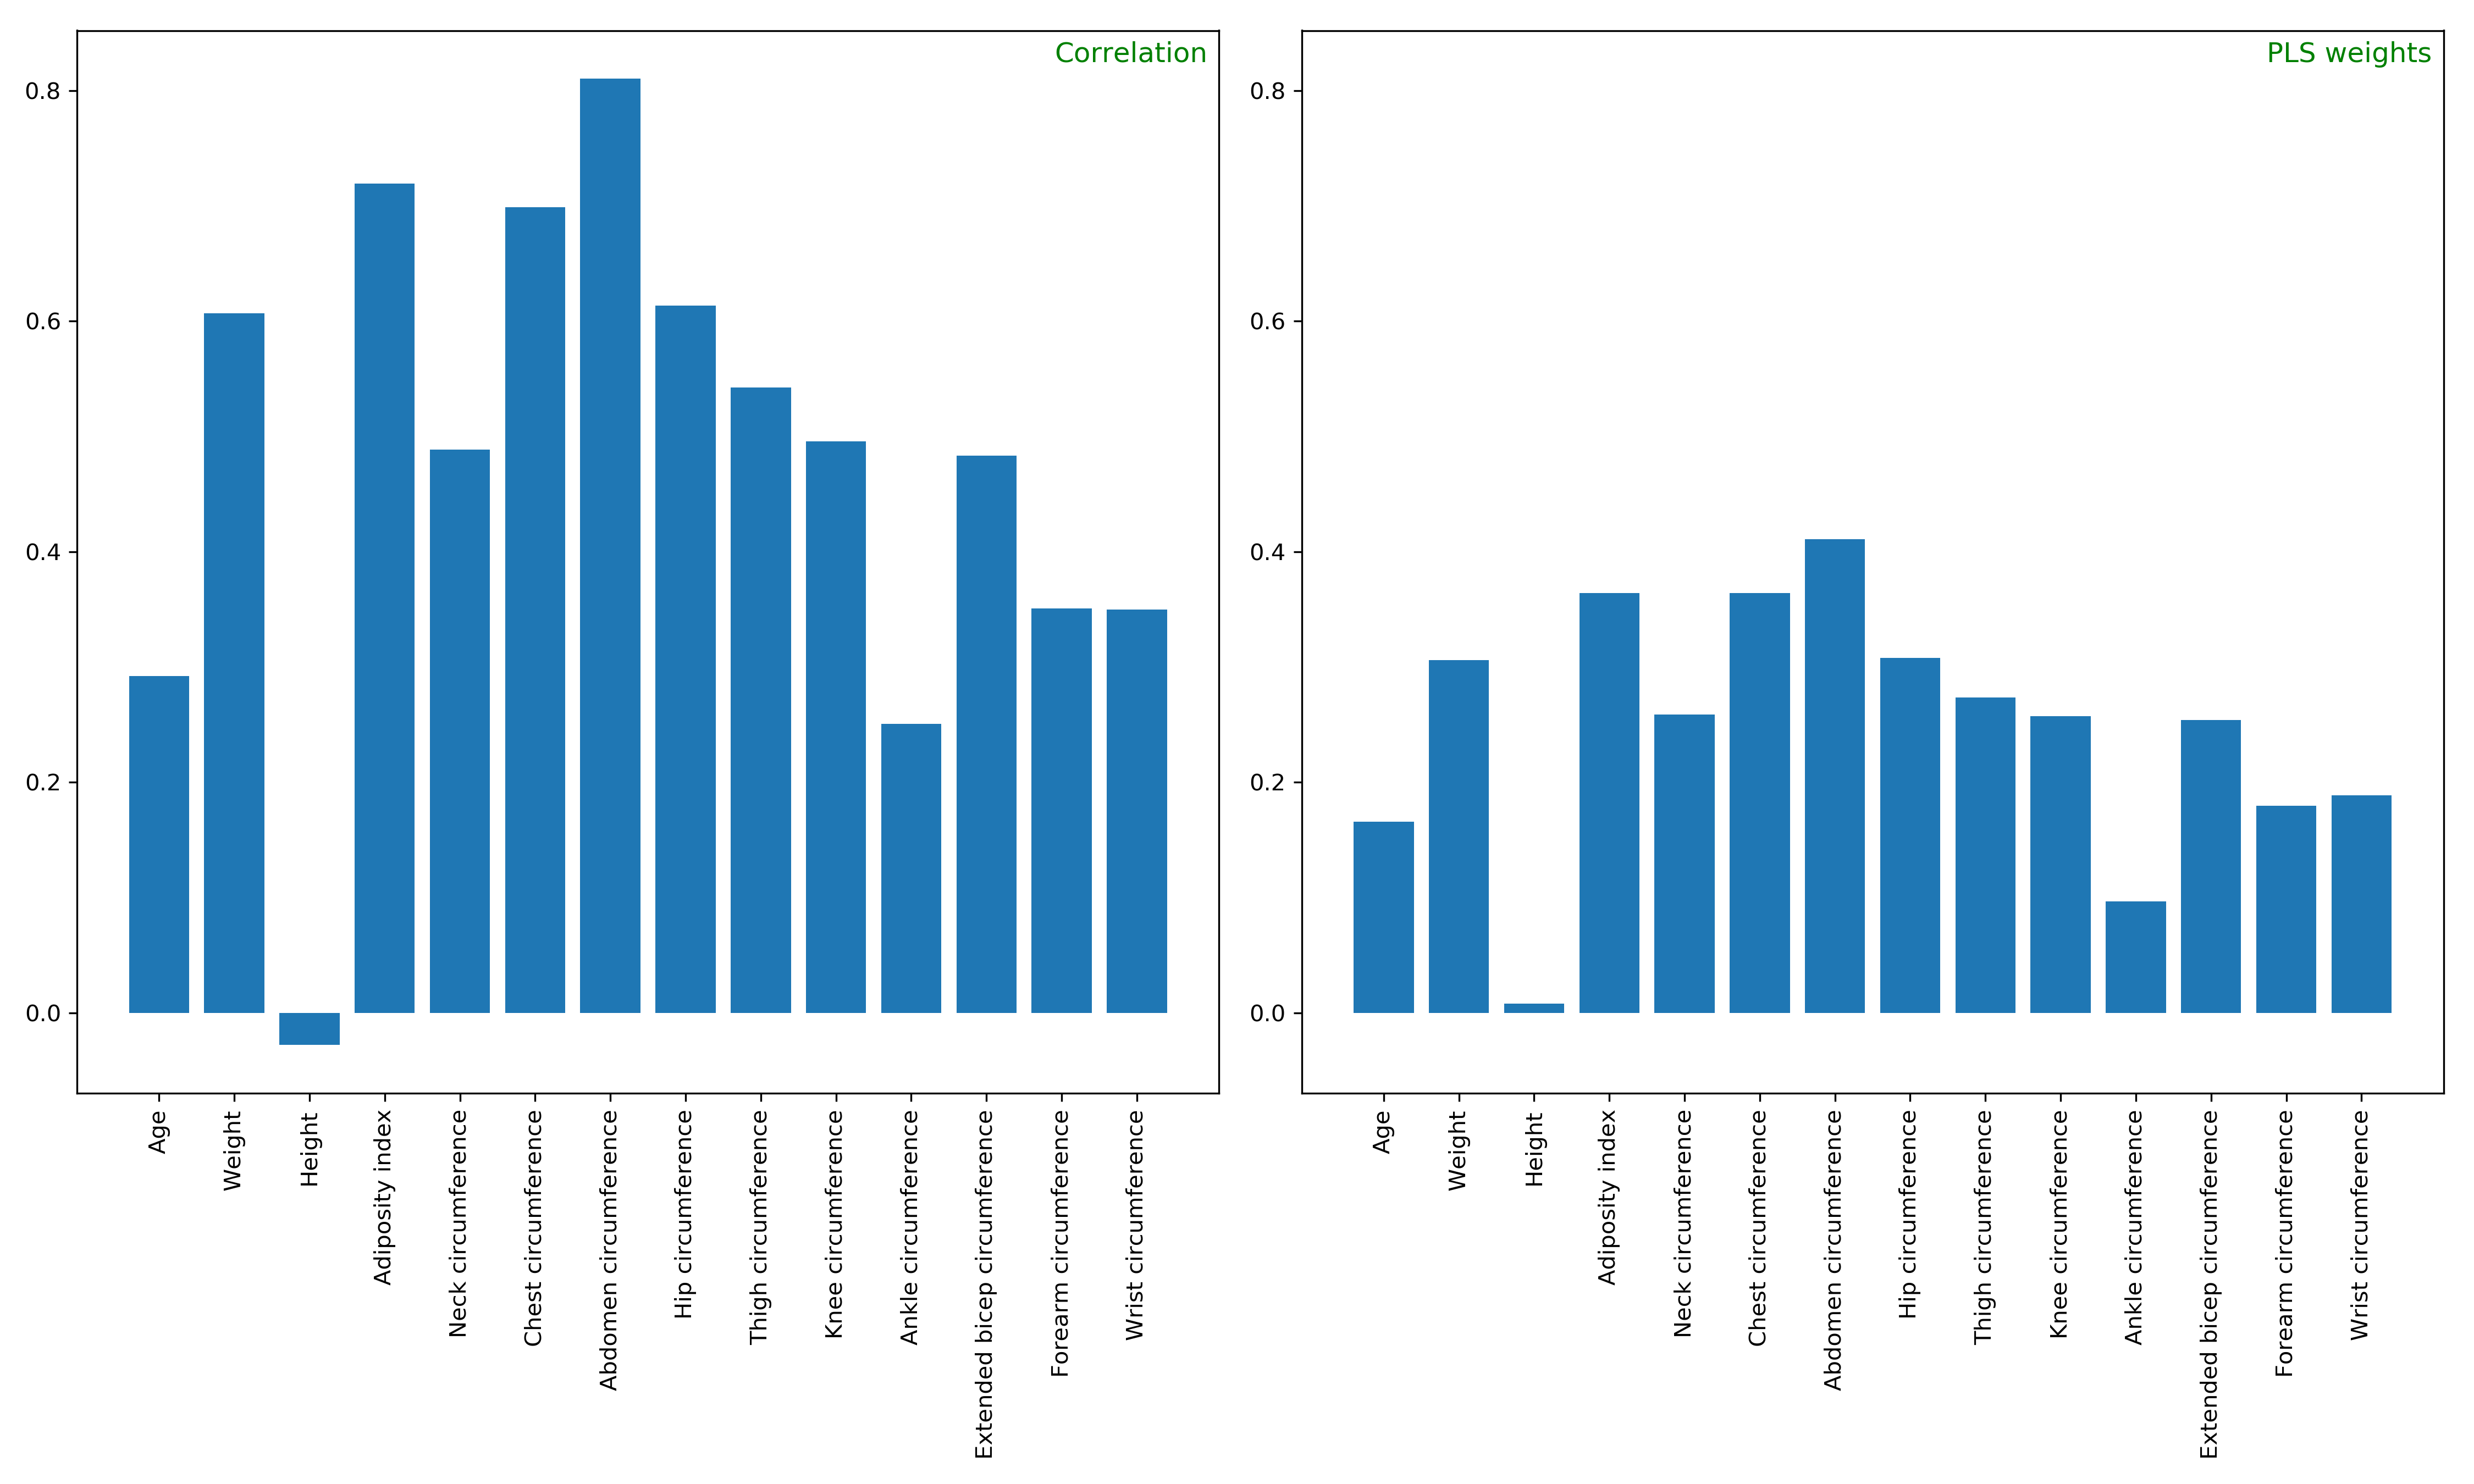 Correlation
0.8
0.6
0.4
0.2
0.0
Age
Weight
Height
Adiposity index
Neck circumference
Chest circumference
Abdomen circumference
Hip circumference
Thigh circumference
Knee circumference
Ankle circumference
Extended bicep circumference
Forearm circumference
Wrist circumference
PLS weights
0.8
0.6
0.4
0.2
0.0
Age
Weight
Height
Adiposity index
Neck circumference
Chest circumference
Abdomen circumference
Hip circumference
Thigh circumference
Knee circumference
Ankle circumference
Extended bicep circumference
Forearm circumference
Wrist circumference